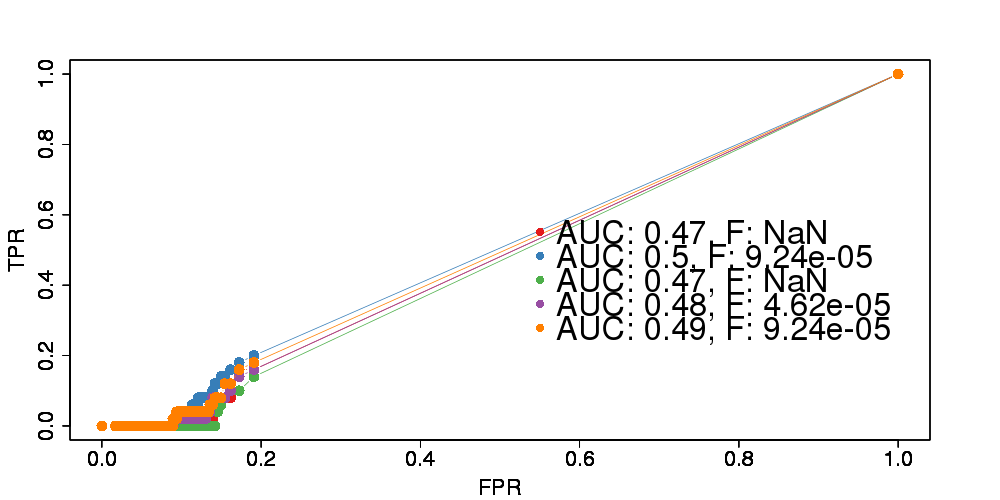 1.0
0.8
0.6
0.4
0.2
0.0
TPR
AUC: 0.47, F: NaN
AUC: 0.5, F: 9.24e-05
AUC: 0.47, F: NaN
AUC: 0.48, F: 4.62e-05
AUC: 0.49, F: 9.24e-05
0.0 0.2 0.4 0.6 0.8 1.0
FPR